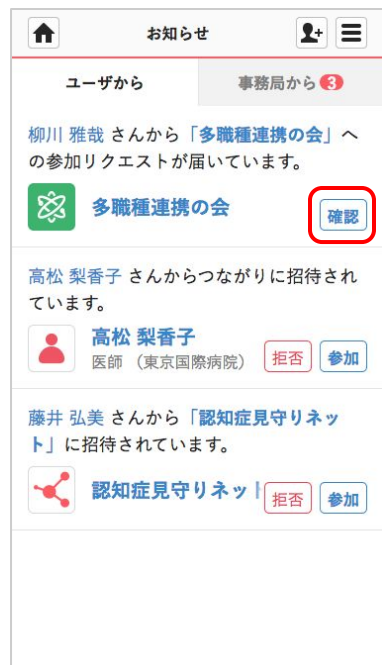 お知らせ
ユーザから
事務局から 3
柳川 雅哉 さんから「多職種連携の会」へ
の参加リクエストが届いています。
多職種連携の会
確認
高松 梨香子 さんからつながりに招待され
ています。
高松 梨香子
医師 （東京国際病院）
拒否 参加
藤井 弘美 さんから「認知症見守りネッ
ト」に招待されています。
認知症見守りネット
拒否 参加